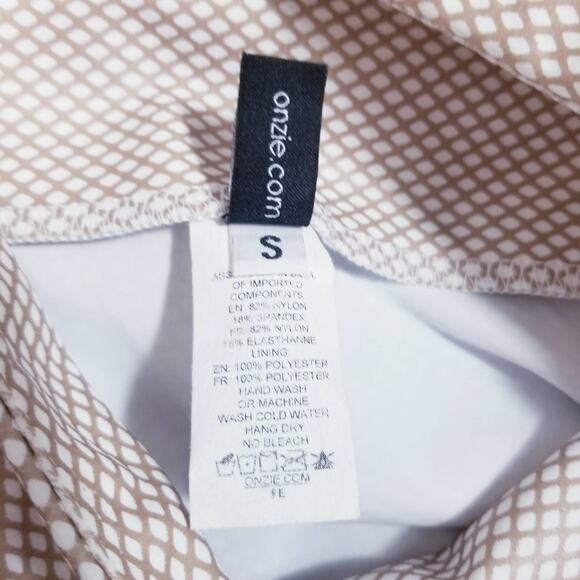 onzie.com
S
OF IMPORTED
COMPONENTS
EN: 82% NYLON
18% SPANDEX
FR: 82% NYLON
18% ELASTHANNE
LINING
EN: 100% POLYESTER
FR: 100% POLYESTER
HAND WASH
OR MACHINE
WASH COLD WATER
HANG DRY
NO BLEACH
ONZIE.COM
FE